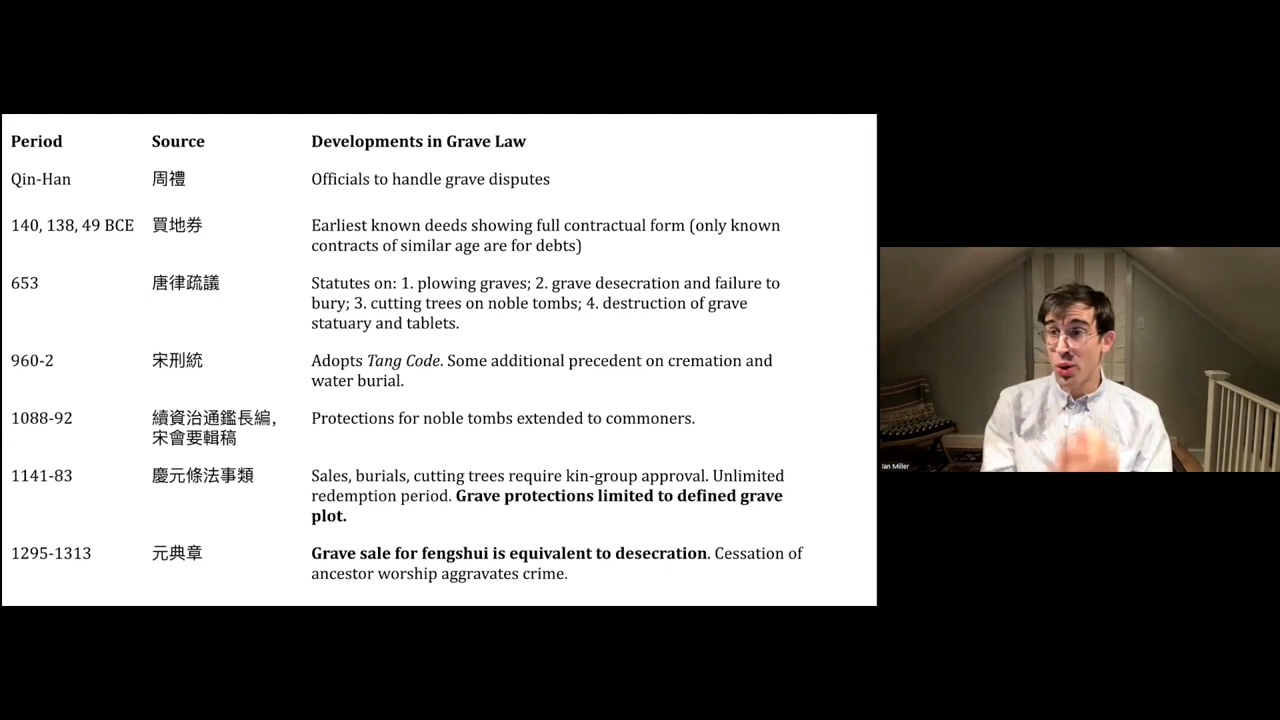 Period Source Developments in Grave Law
Qin-Han 周禮 Officials to handle grave disputes
140, 138, 49 BCE 買地券 Earliest known deeds showing full contractual form (only known
contracts of similar age are for debts)
653 唐律疏議 Statutes on: 1. plowing graves; 2. grave desecration and failure to
bury; 3. cutting trees on noble tombs; 4. destruction of grave
statuary and tablets.
960-2 宋刑統 Adopts Tang Code. Some additional precedent on cremation and
water burial.
1088-92 續資治通鑑長編, Protections for noble tombs extended to commoners.
宋會要輯稿
1141-83 慶元條法事類 Sales, burials, cutting trees require kin-group approval. Unlimited
redemption period. Grave protections limited to defined grave
plot.
1295-1313 元典章 Grave sale for fengshui is equivalent to desecration. Cessation of
ancestor worship aggravates crime.
Ian Miller